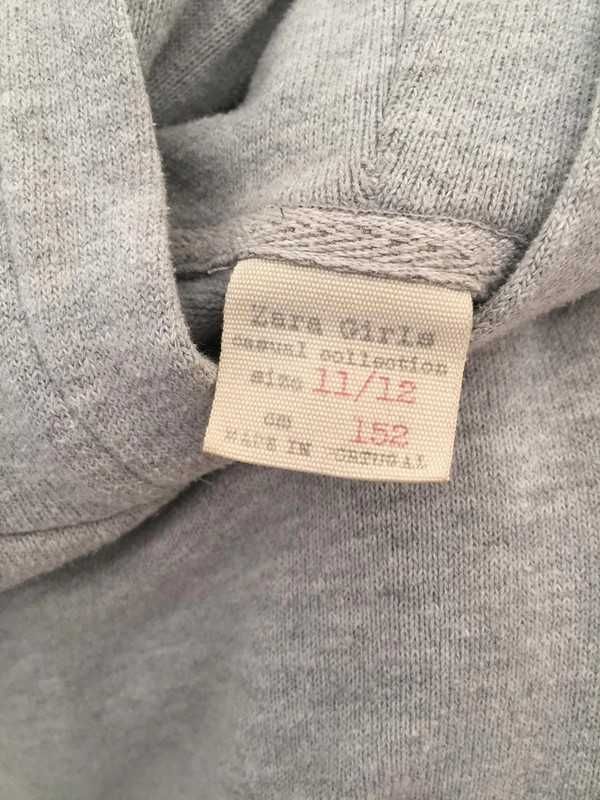 Zara Girls
casual collection
size 11/12
cm 152
MADE IN PORTUGAL